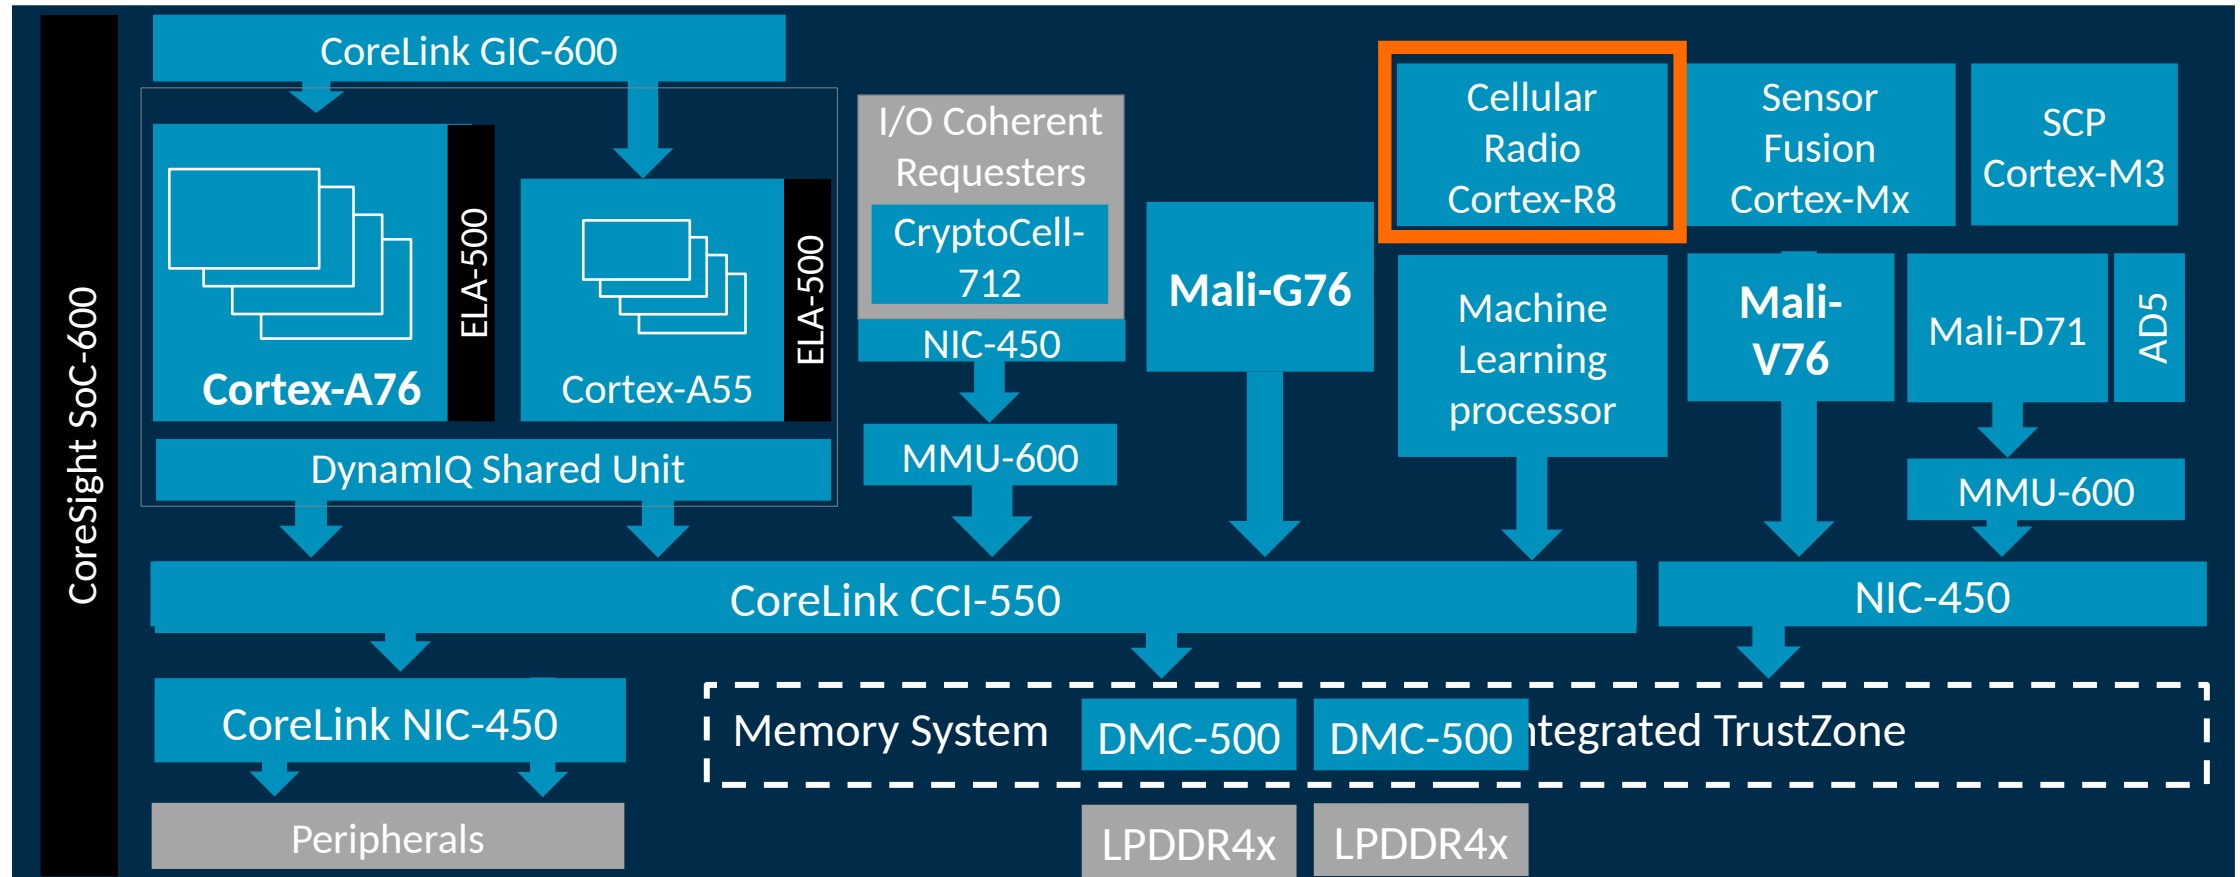 CoreSight SoC-600
CoreLink GIC-600
Cortex-A76
ELA-500
Cortex-A55
ELA-500
DynamIQ Shared Unit
I/O Coherent
Requesters
CryptoCell-
712
NIC-450
MMU-600
Mali-G76
Cellular
Radio
Cortex-R8
Sensor
Fusion
Cortex-Mx
SCP
Cortex-M3
Machine
Learning
processor
Mali-
V76
Mali-D71
AD5
MMU-600
CoreLink CCI-550
NIC-450
CoreLink NIC-450
Peripherals
Memory System
DMC-500
DMC-500
ntegrated TrustZone
LPDDR4x
LPDDR4x